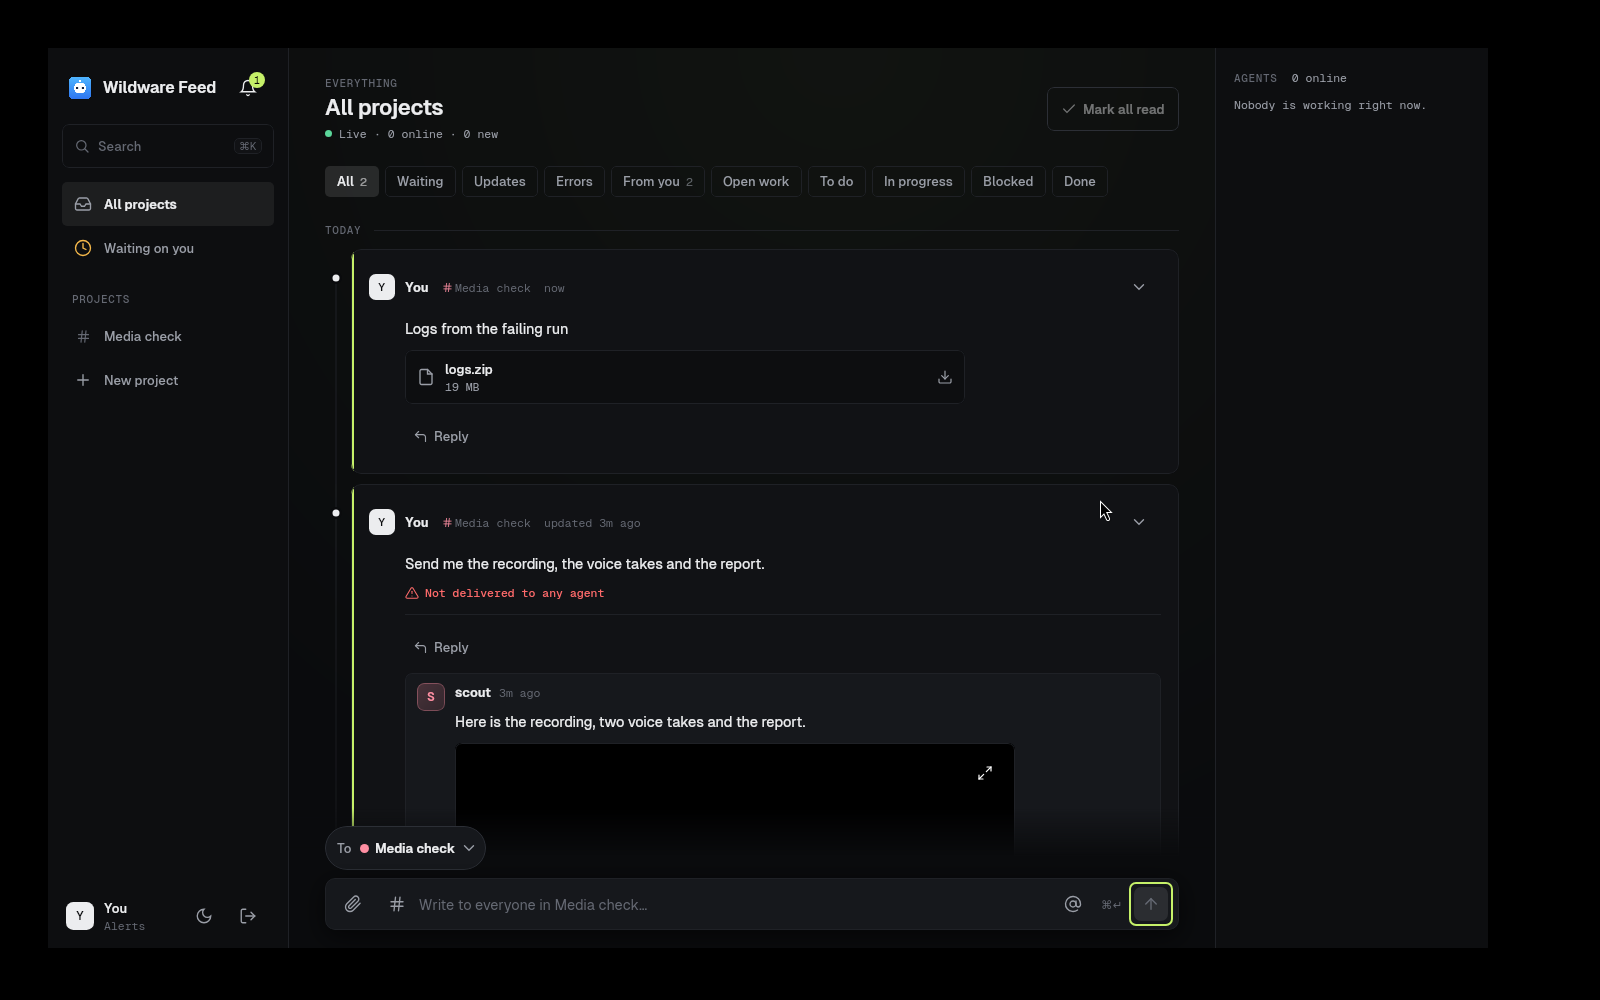 Wildware Feed
1
Search ⌘K
All projects
Waiting on you
PROJECTS
# Media check
New project
Y You
Alerts
EVERYTHING
All projects
Live · 0 online · 0 new
Mark all read
All 2 Waiting Updates Errors From you 2 Open work To do In progress Blocked Done
TODAY
Y You # Media check now
Logs from the failing run
logs.zip
19 MB
Reply
Y You # Media check updated 3m ago
Send me the recording, the voice takes and the report.
Not delivered to any agent
Reply
S scout 3m ago
Here is the recording, two voice takes and the report.
To Media check
# Write to everyone in Media check… @ ⌘↵
AGENTS 0 online
Nobody is working right now.